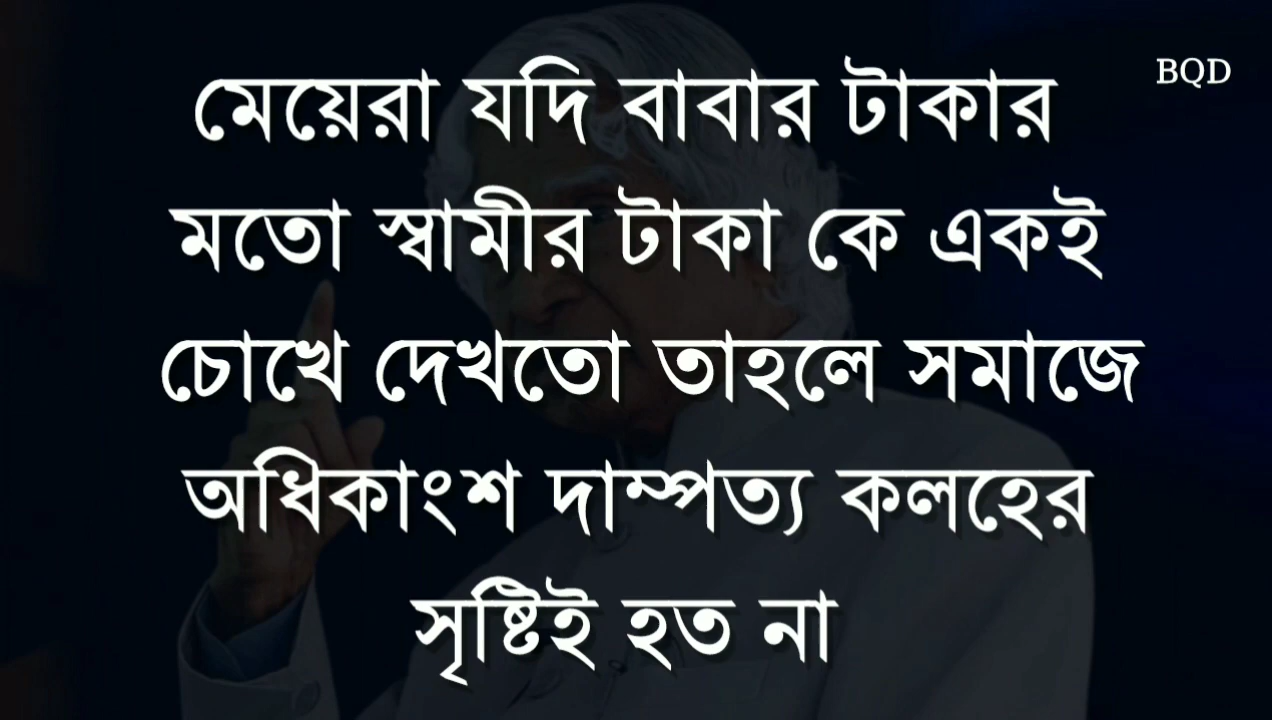 BQD
মেয়েরা যদি বাবার টাকার
মতো স্বামীর টাকা কে একই
চোখে দেখতো তাহলে সমাজে
অধিকাংশ দাম্পত্য কলহের
সৃষ্টিই হত না